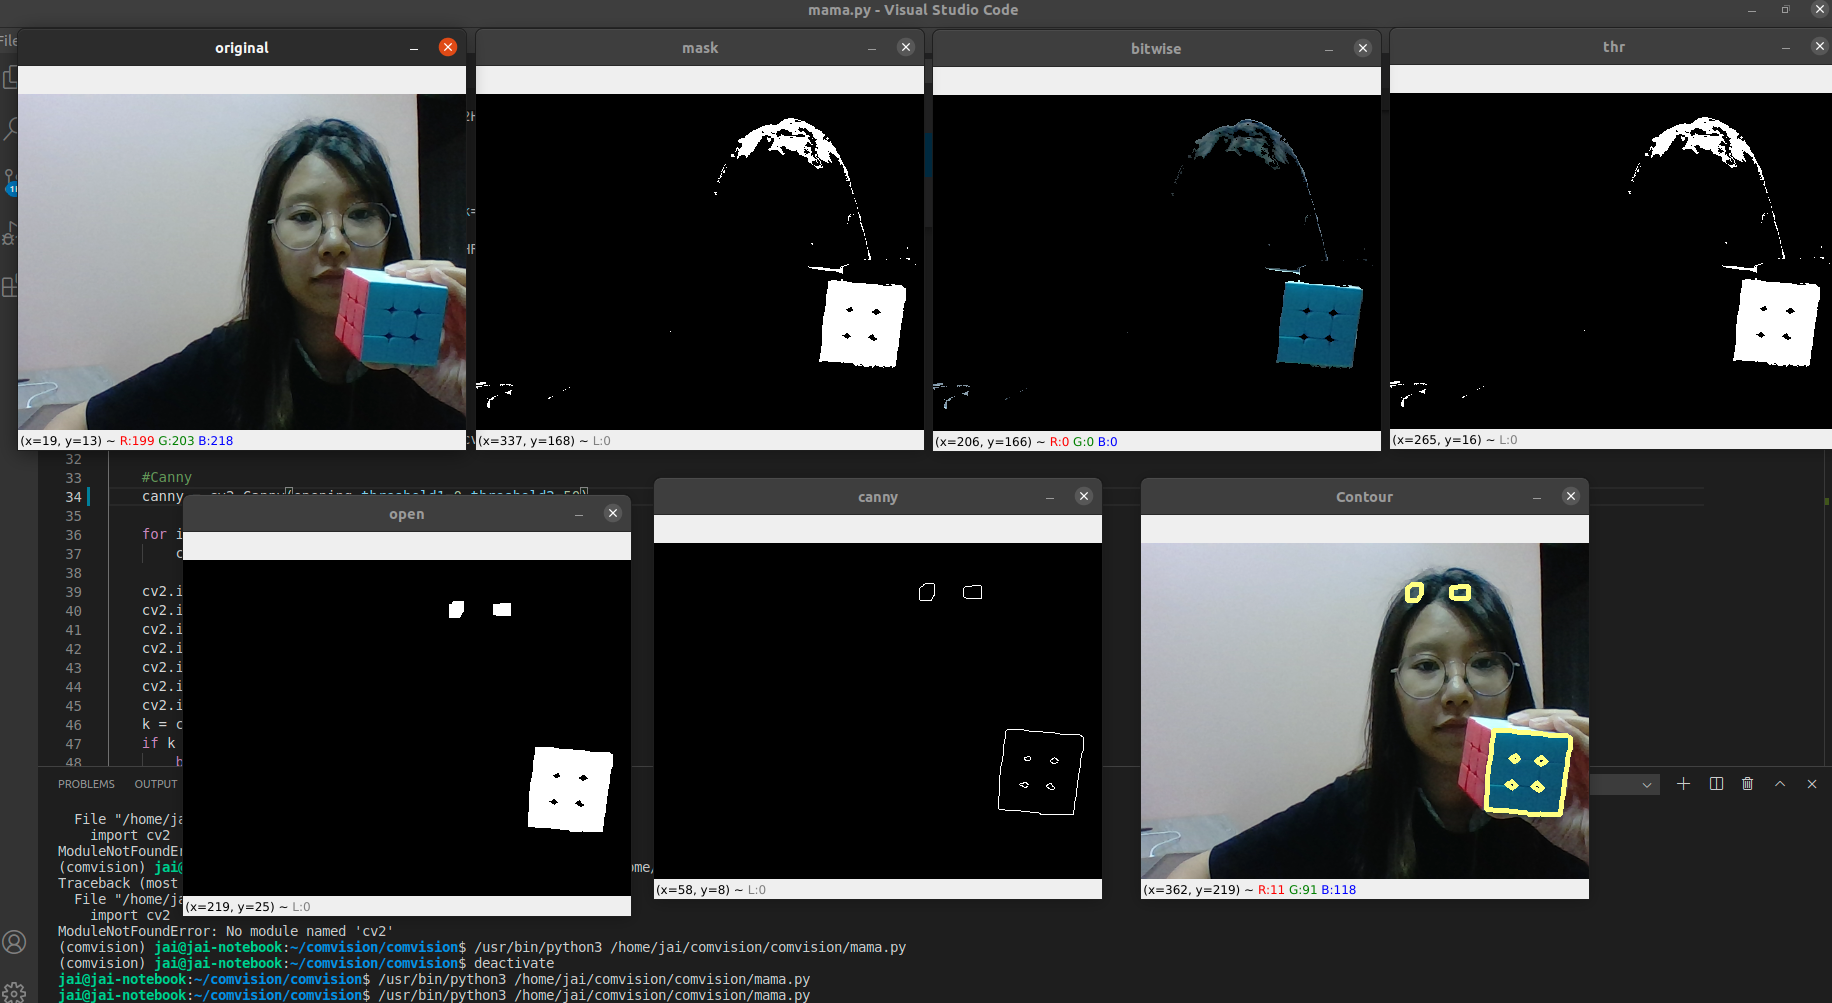 mama.py - Visual Studio Code
File
original
mask
bitwise
thr
(x=19, y=13) ~ R:199 G:203 B:218
(x=337, y=168) ~ L:0
(x=206, y=166) ~ R:0 G:0 B:0
(x=265, y=16) ~ L:0
32
33 #Canny
34 canny
35
36 for i
37 c
38
39 cv2.i
40 cv2.i
41 cv2.i
42 cv2.i
43 cv2.i
44 cv2.i
45 cv2.i
46 k = c
47 if k
48 b
open
canny
Contour
(x=219, y=25) ~ L:0
(x=58, y=8) ~ L:0
(x=362, y=219) ~ R:11 G:91 B:118
PROBLEMS OUTPUT
File "/home/ja
import cv2
ModuleNotFoundEr
(comvision) jai@ ome/
Traceback (most
File "/home/ja
import cv2
ModuleNotFoundError: No module named 'cv2'
(comvision) jai@jai-notebook:~/comvision/comvision$ /usr/bin/python3 /home/jai/comvision/comvision/mama.py
(comvision) jai@jai-notebook:~/comvision/comvision$ deactivate
jai@jai-notebook:~/comvision/comvision$ /usr/bin/python3 /home/jai/comvision/comvision/mama.py
jai@jai-notebook:~/comvision/comvision$ /usr/bin/python3 /home/jai/comvision/comvision/mama.py